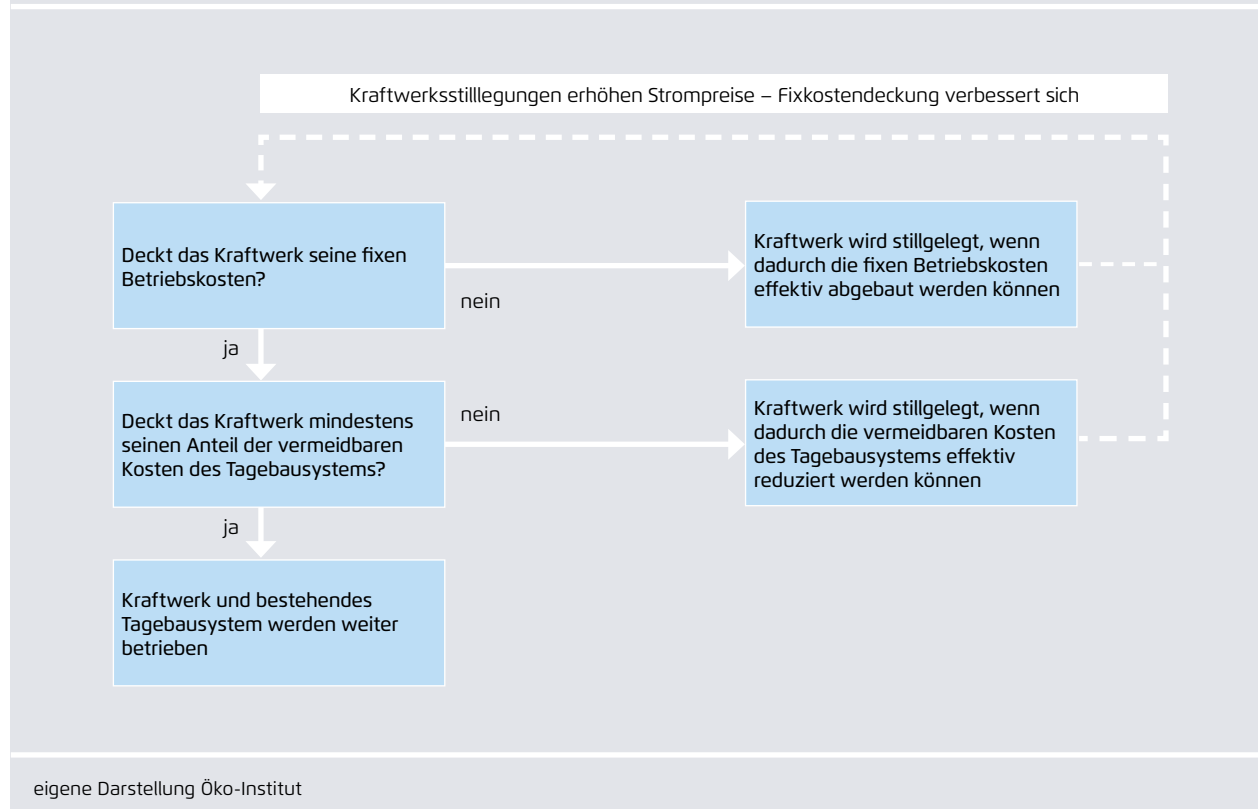 Kraftwerksstilllegungen erhöhen Strompreise – Fixkostendeckung verbessert sich
Deckt das Kraftwerk seine fixen
Betriebskosten?
nein
Kraftwerk wird stillgelegt, wenn
dadurch die fixen Betriebskosten
effektiv abgebaut werden können
ja
Deckt das Kraftwerk mindestens
seinen Anteil der vermeidbaren
Kosten des Tagebausystems?
nein
Kraftwerk wird stillgelegt, wenn
dadurch die vermeidbaren Kosten
des Tagebausystems effektiv
reduziert werden können
ja
Kraftwerk und bestehendes
Tagebausystem werden weiter
betrieben
eigene Darstellung Öko-Institut